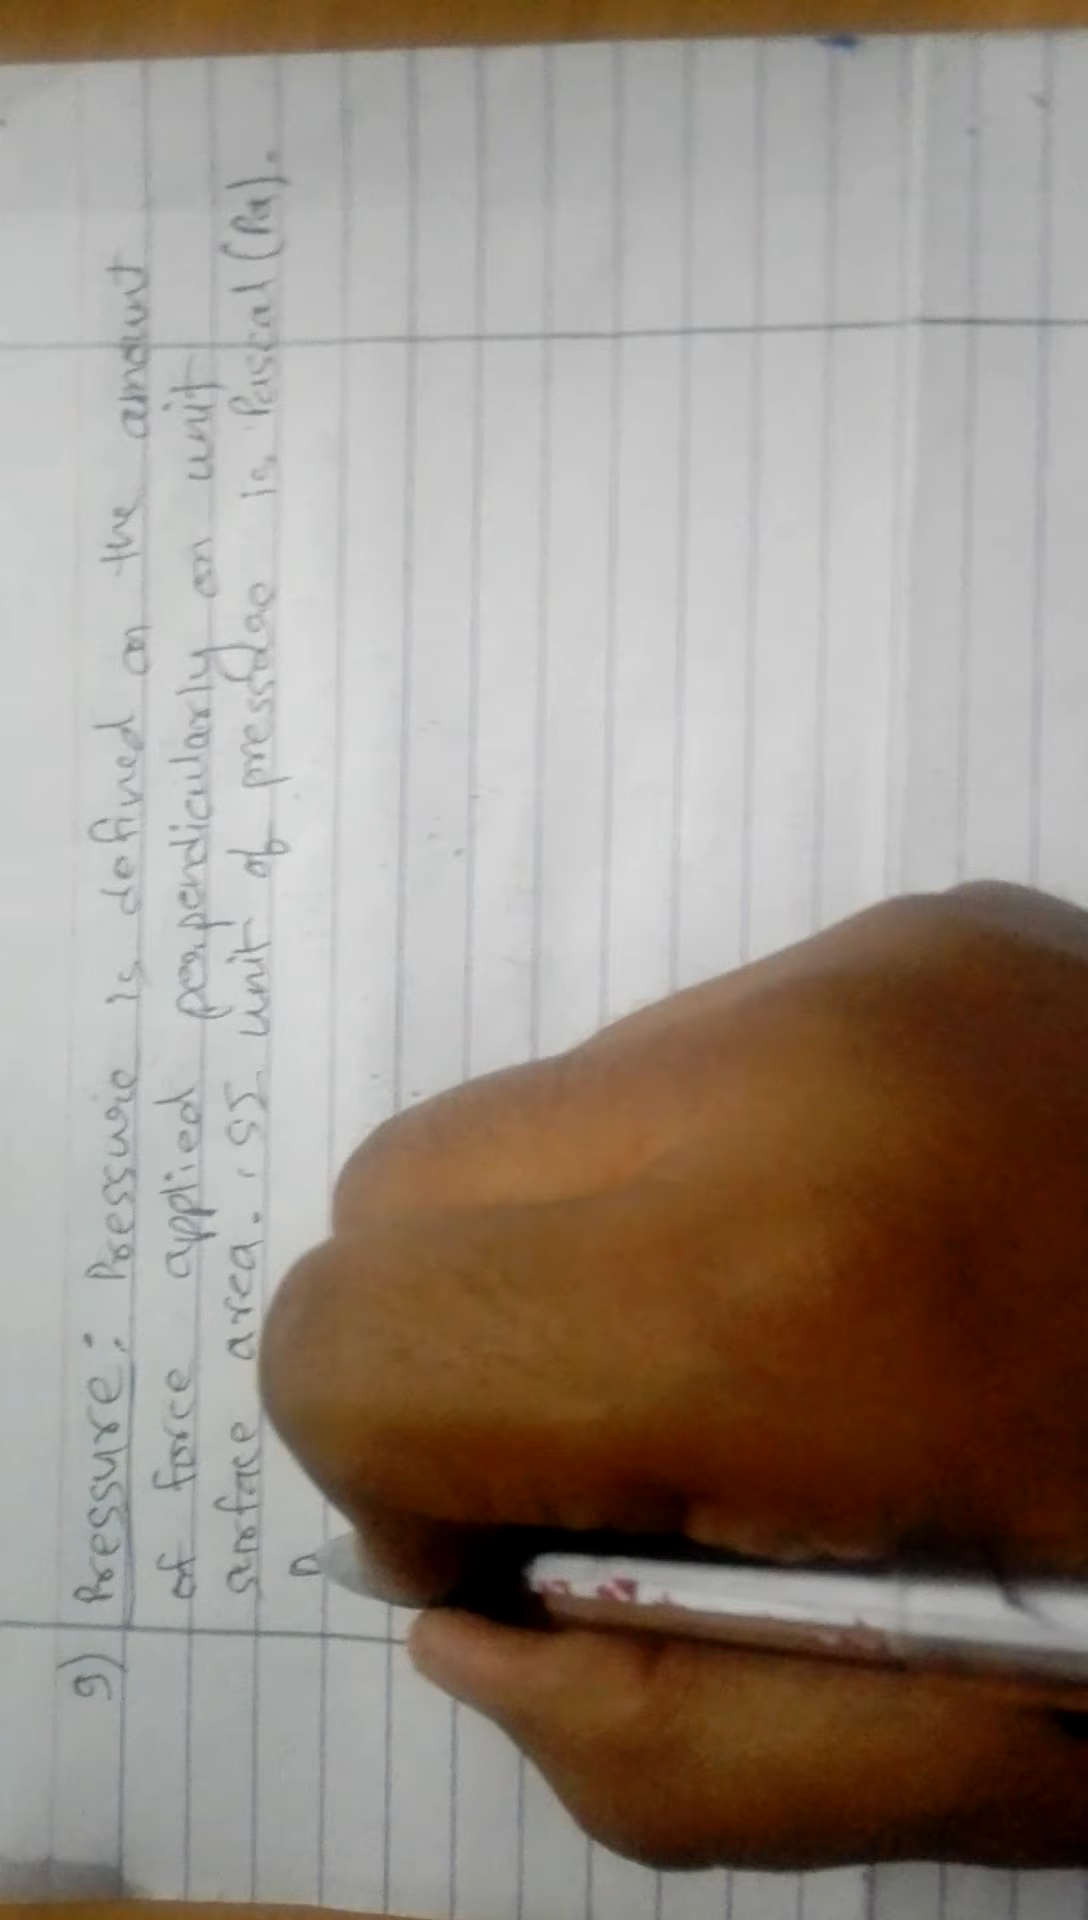 9) Pressure: Pressure is defined as the amount
of force applied perpendicularly on unit
surface area. SI unit of pressure is Pascal (Pa).
P